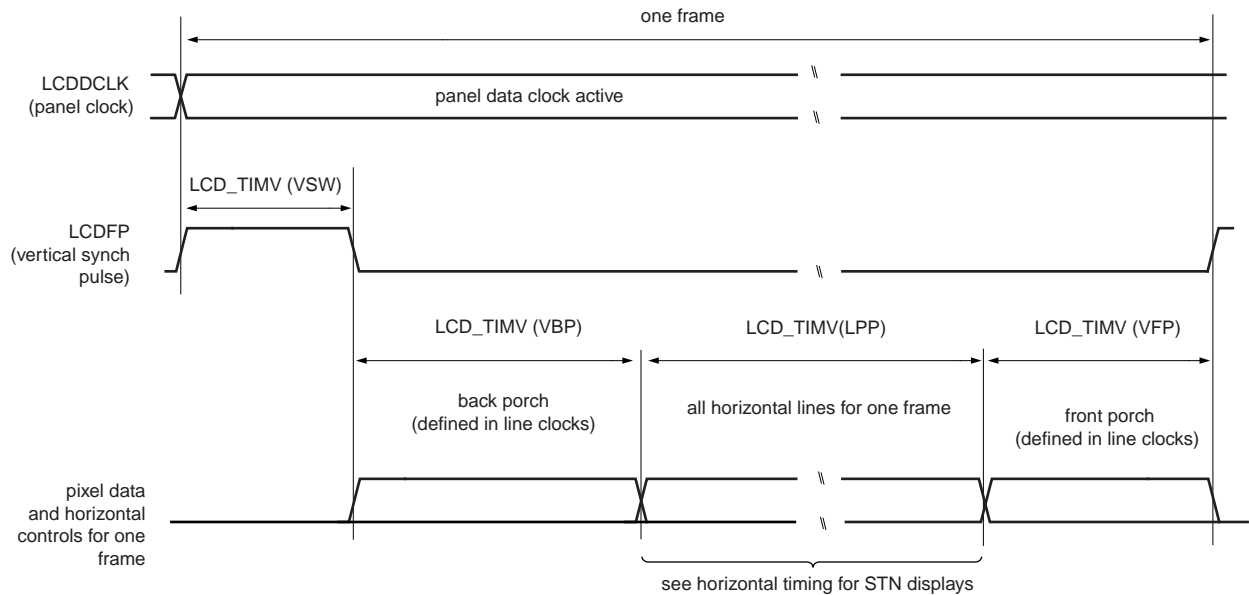 one frame
LCDDCLK
(panel clock)
panel data clock active
LCD_TIMV (VSW)
LCDFP
(vertical synch
pulse)
LCD_TIMV (VBP)
LCD_TIMV(LPP)
LCD_TIMV (VFP)
back porch
(defined in line clocks)
all horizontal lines for one frame
front porch
(defined in line clocks)
pixel data
and horizontal
controls for one
frame
see horizontal timing for STN displays